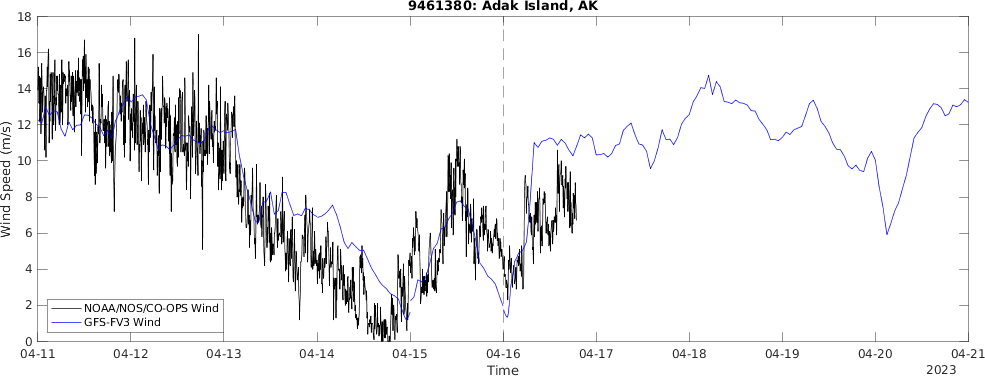 9461380: Adak Island, AK
18
16
14
12
10
8
6
4
2
0
Wind Speed (m/s)
NOAA/NOS/CO-OPS Wind
GFS-FV3 Wind
04-11 04-12 04-13 04-14 04-15 04-16 04-17 04-18 04-19 04-20 04-21
Time
2023